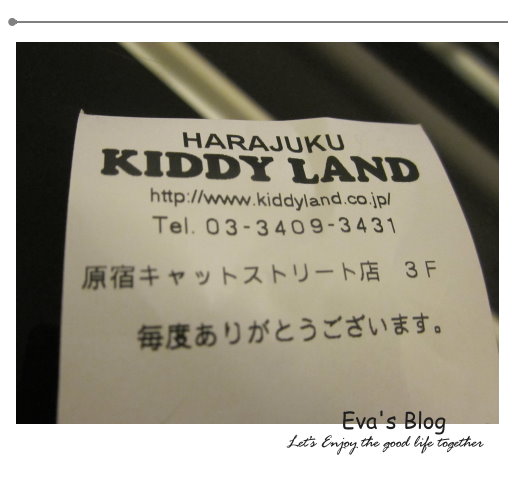 HARAJUKU
KIDDY LAND
http://www.kiddyland.co.jp/
Tel. 03-3409-3431
原宿キャットストリート店 3F
毎度ありがとうございます。
Eva's Blog
Let's Enjoy the good life together